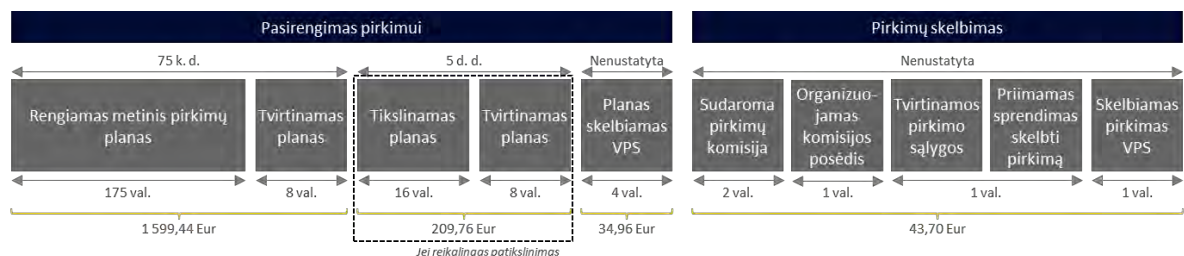 Pasirengimas pirkimui
Pirkimų skelbimas
75 k. d.
5 d. d.
Nenustatyta
Nenustatyta
Rengiamas metinis pirkimų
planas
Tvirtinamas
planas
Tikslinamas
planas
Tvirtinamas
planas
Planas
skelbiamas
VPS
Sudaroma
pirkimų
komisija
Organizuo-
jamas
komisijos
posėdis
Tvirtinamos
pirkimo
sąlygos
Priimamas
sprendimas
skelbti
pirkimą
Skelbiamas
pirkimas
VPS
175 val.
8 val.
16 val.
8 val.
4 val.
2 val.
1 val.
1 val.
1 val.
1 599,44 Eur
209,76 Eur
34,96 Eur
43,70 Eur
Jei reikalingas patikslinimas